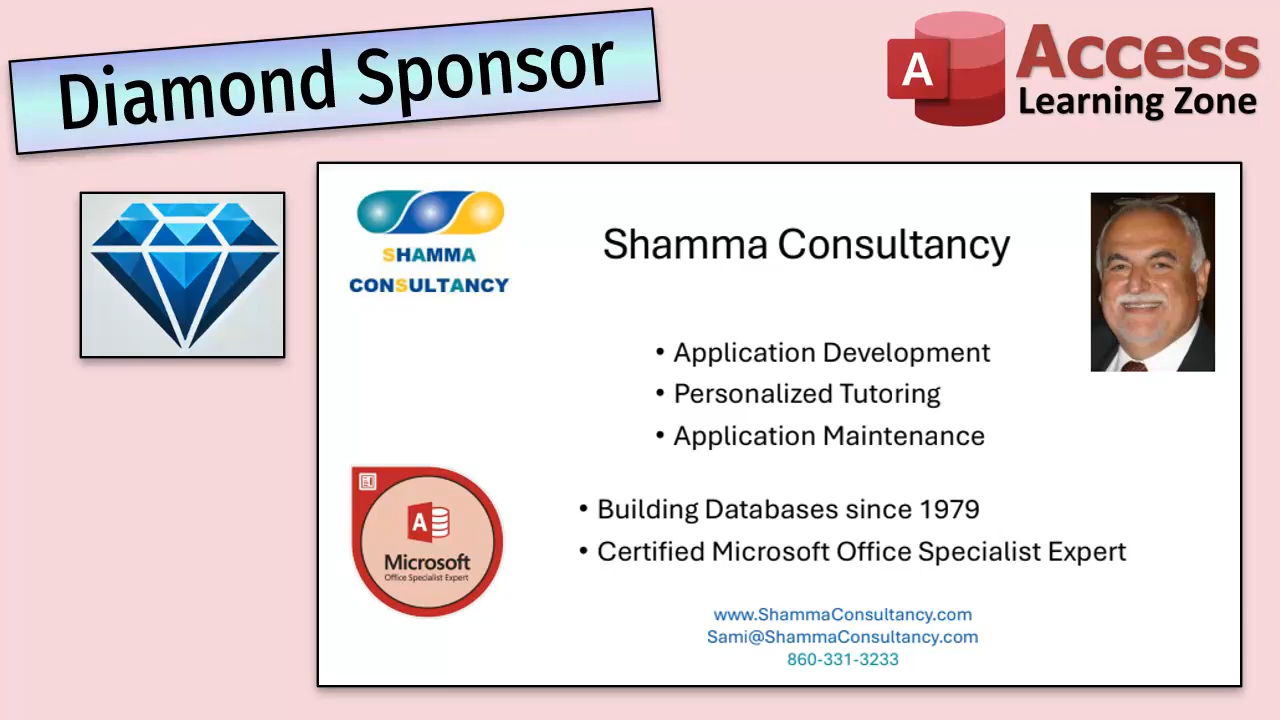 Diamond Sponsor
A
Access
Learning Zone
SHAMMA
CONSULTANCY
Shamma Consultancy
• Application Development
• Personalized Tutoring
• Application Maintenance
A
Microsoft
Office Specialist Expert
• Building Databases since 1979
• Certified Microsoft Office Specialist Expert
www.ShammaConsultancy.com
Sami@ShammaConsultancy.com
860-331-3233